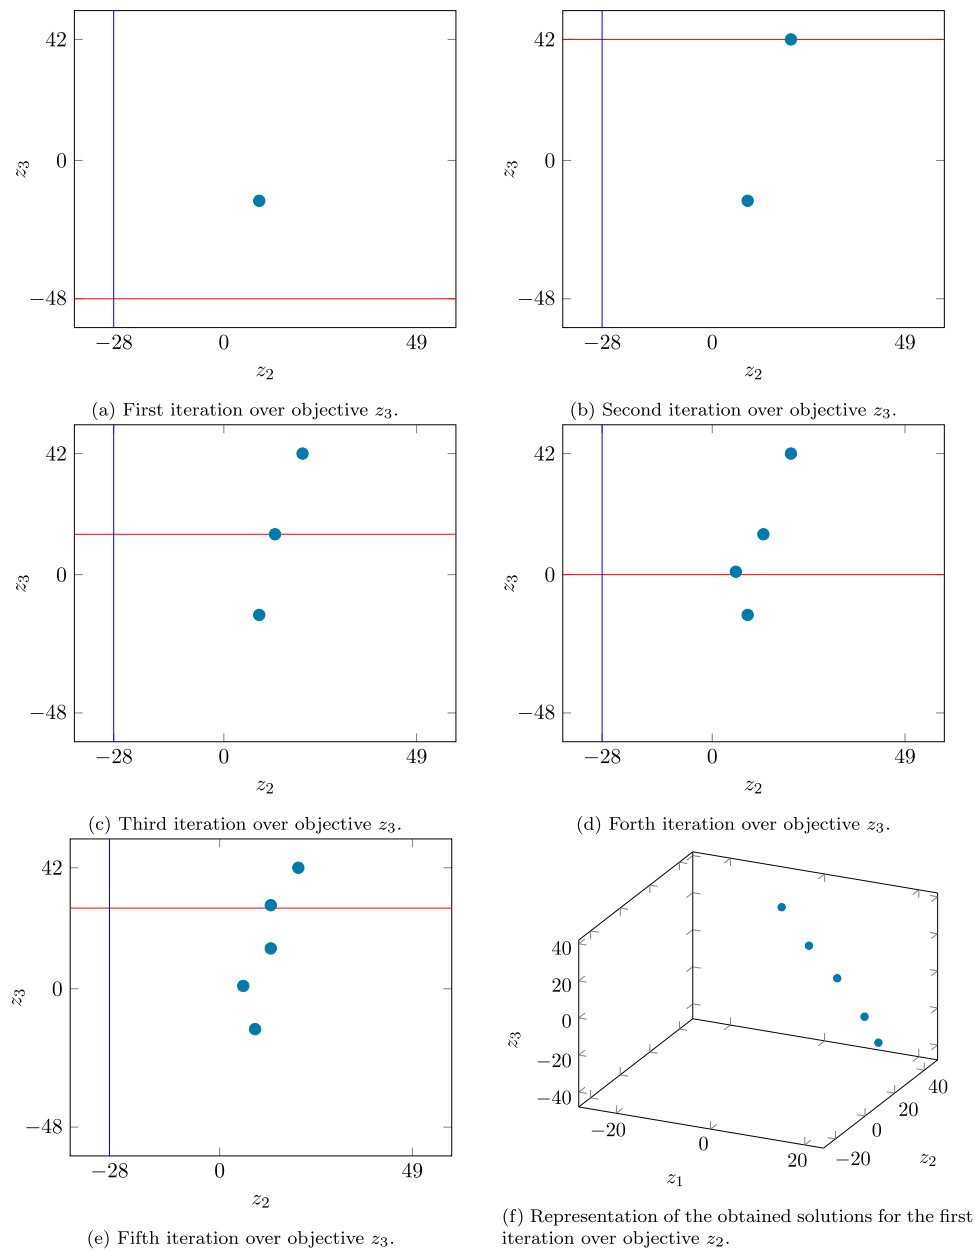 42
0
−48
z3
−28 0 49
z2
(a) First iteration over objective z3.
42
0
−48
z3
−28 0 49
z2
(b) Second iteration over objective z3.
42
0
−48
z3
−28 0 49
z2
(c) Third iteration over objective z3.
42
0
−48
z3
−28 0 49
z2
(d) Forth iteration over objective z3.
42
0
−48
z3
−28 0 49
z2
(e) Fifth iteration over objective z3.
40
20
0
−20
−40
z3
−20 0 20
z1
−20 0 20 40
z2
(f) Representation of the obtained solutions for the first
iteration over objective z2.